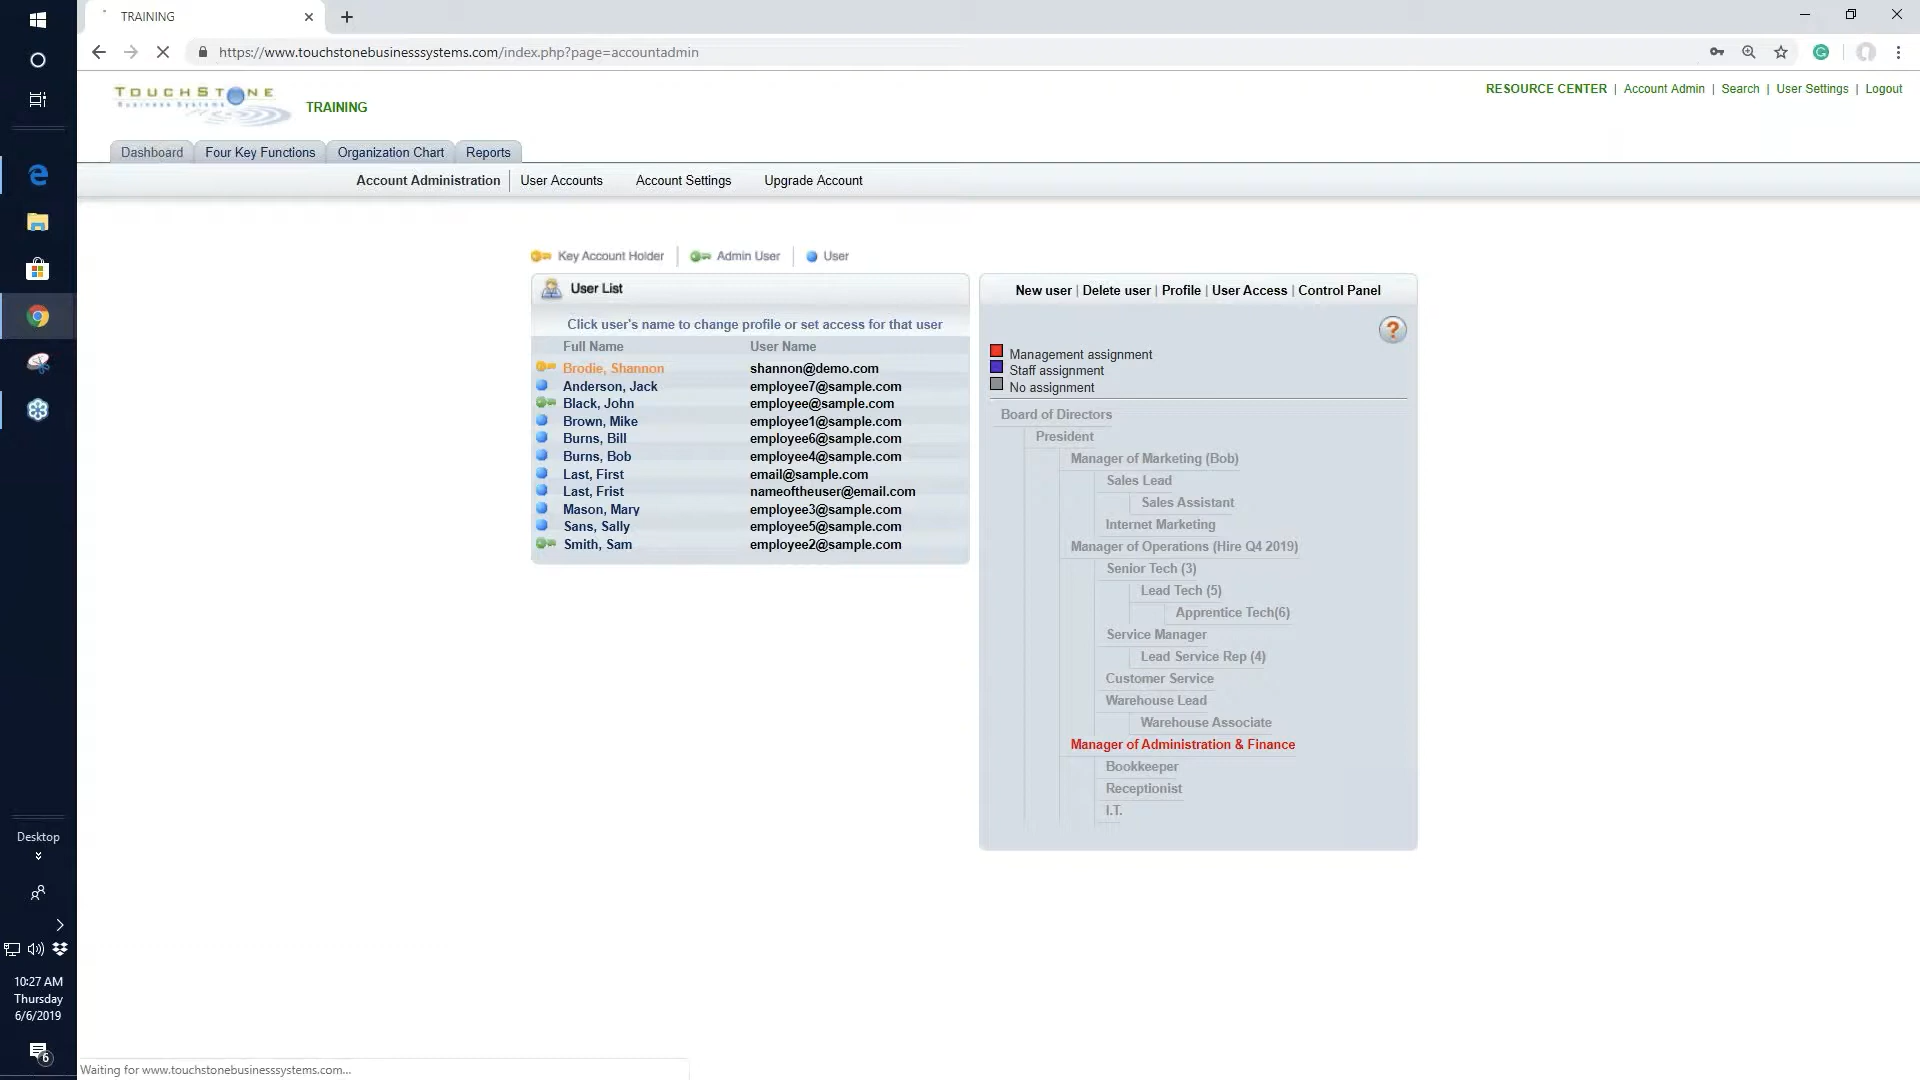 TRAINING
https://www.touchstonebusinesssystems.com/index.php?page=accountadmin
TOUCHSTONE
Business Systems
TRAINING
RESOURCE CENTER | Account Admin | Search | User Settings | Logout
Dashboard Four Key Functions Organization Chart Reports
Account Administration User Accounts Account Settings Upgrade Account
Key Account Holder Admin User User
User List
Click user's name to change profile or set access for that user
Full Name User Name
Brodie, Shannon shannon@demo.com
Anderson, Jack employee7@sample.com
Black, John employee@sample.com
Brown, Mike employee1@sample.com
Burns, Bill employee6@sample.com
Burns, Bob employee4@sample.com
Last, First email@sample.com
Last, Frist nameoftheuser@email.com
Mason, Mary employee3@sample.com
Sans, Sally employee5@sample.com
Smith, Sam employee2@sample.com
New user | Delete user | Profile | User Access | Control Panel
?
Management assignment
Staff assignment
No assignment
Board of Directors
President
Manager of Marketing (Bob)
Sales Lead
Sales Assistant
Internet Marketing
Manager of Operations (Hire Q4 2019)
Senior Tech (3)
Lead Tech (5)
Apprentice Tech(6)
Service Manager
Lead Service Rep (4)
Customer Service
Warehouse Lead
Warehouse Associate
Manager of Administration & Finance
Bookkeeper
Receptionist
I.T.
Desktop
10:27 AM
Thursday
6/6/2019
6
Waiting for www.touchstonebusinesssystems.com...